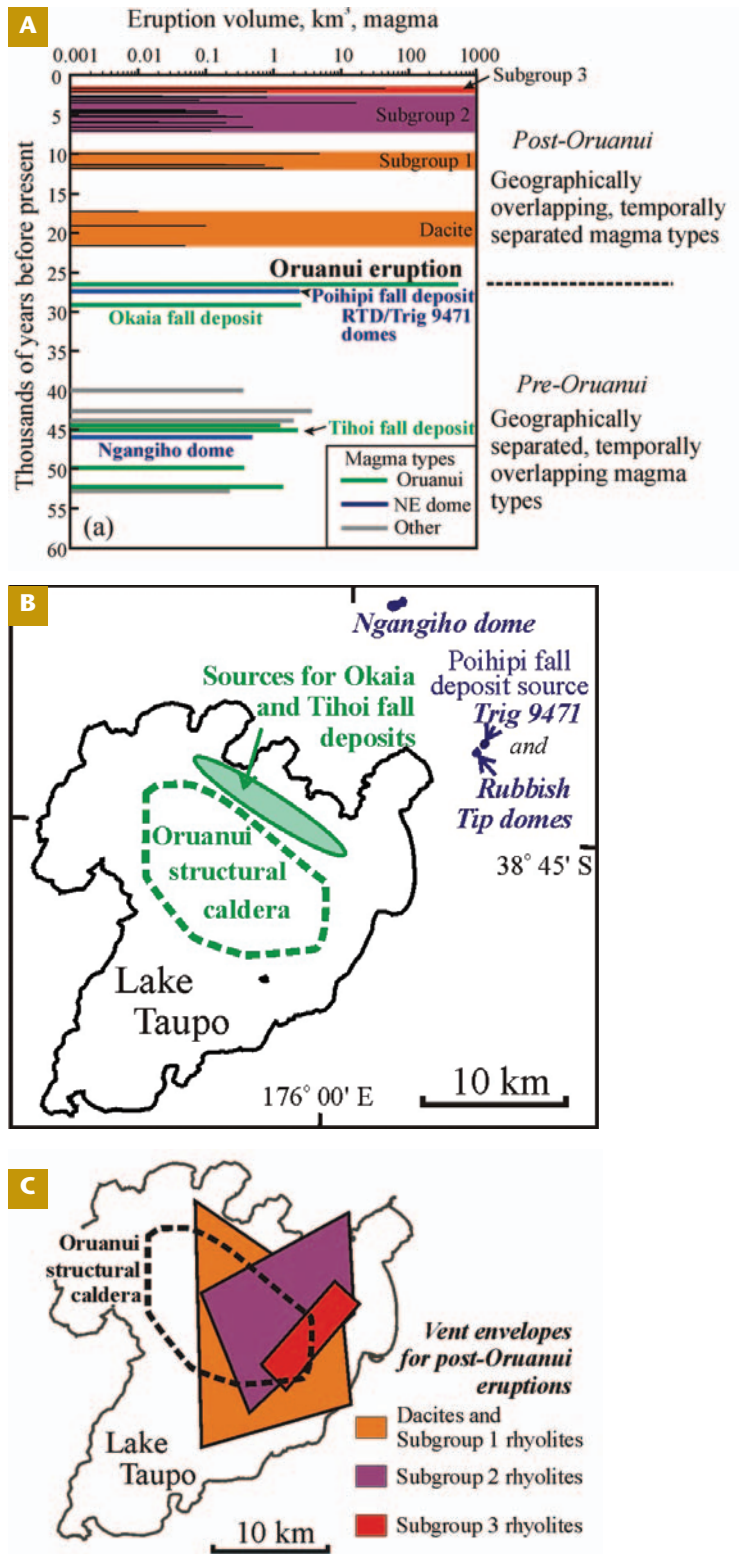 A
Eruption volume, km³, magma
0.001 0.01 0.1 1 10 100 1000
Thousands of years before present
0
5
10
15
20
25
30
35
40
45
50
55
60
Subgroup 3
Subgroup 2
Subgroup 1
Dacite
Oruanui eruption
Poihipi fall deposit
RTD/Trig 9471
domes
Okaia fall deposit
Tihoi fall deposit
Ngangiho dome
Magma types
Oruanui
NE dome
Other
(a)
Post-Oruanui
Geographically
overlapping, temporally
separated magma types
Pre-Oruanui
Geographically
separated, temporally
overlapping magma
types
B
Ngangiho dome
Poihipi fall
deposit source
Trig 9471
and
Rubbish
Tip domes
Sources for Okaia
and Tihoi fall
deposits
Oruanui
structural
caldera
38° 45' S
Lake
Taupo
176° 00' E
10 km
C
Oruanui
structural
caldera
Vent envelopes
for post-Oruanui
eruptions
Dacites and
Subgroup 1 rhyolites
Subgroup 2 rhyolites
Subgroup 3 rhyolites
Lake
Taupo
10 km